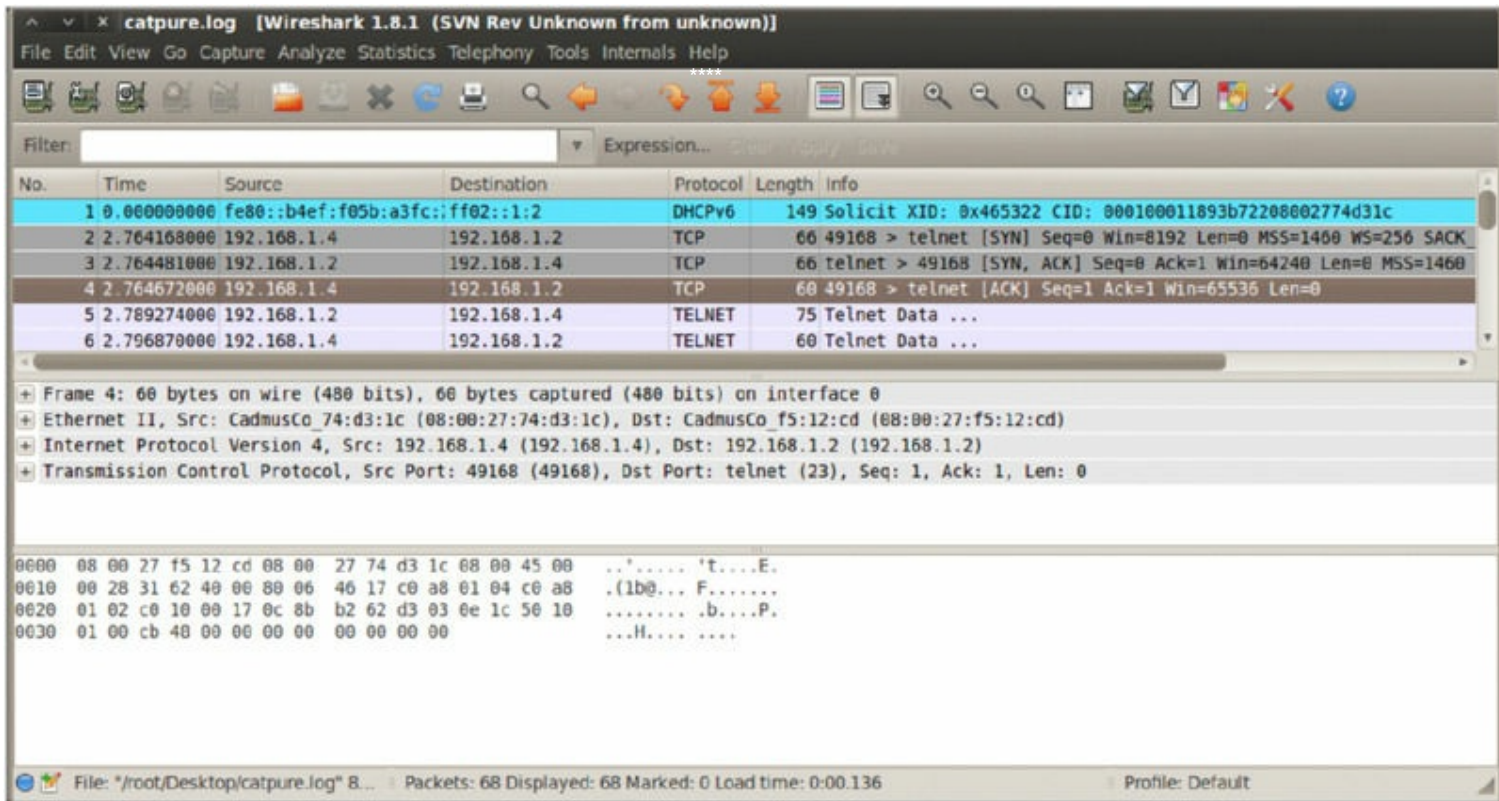 catpure.log [Wireshark 1.8.1 (SVN Rev Unknown from unknown)]
File Edit View Go Capture Analyze Statistics Telephony Tools Internals Help
****
Filter: Expression... Apply
No. Time Source Destination Protocol Length Info
1 0.000000000 fe80::b4ef:f05b:a3fc: ff02::1:2 DHCPv6 149 Solicit XID: 0x465322 CID: 000100011893b72208002774d31c
2 2.764168000 192.168.1.4 192.168.1.2 TCP 66 49168 > telnet [SYN] Seq=0 Win=8192 Len=0 MSS=1460 WS=256 SACK_
3 2.764481000 192.168.1.2 192.168.1.4 TCP 66 telnet > 49168 [SYN, ACK] Seq=0 Ack=1 Win=64240 Len=0 MSS=1460
4 2.764672000 192.168.1.4 192.168.1.2 TCP 60 49168 > telnet [ACK] Seq=1 Ack=1 Win=65536 Len=0
5 2.789274000 192.168.1.2 192.168.1.4 TELNET 75 Telnet Data ...
6 2.796870000 192.168.1.4 192.168.1.2 TELNET 60 Telnet Data ...
+ Frame 4: 60 bytes on wire (480 bits), 60 bytes captured (480 bits) on interface 0
+ Ethernet II, Src: CadmusCo_74:d3:1c (08:00:27:74:d3:1c), Dst: CadmusCo_f5:12:cd (08:00:27:f5:12:cd)
+ Internet Protocol Version 4, Src: 192.168.1.4 (192.168.1.4), Dst: 192.168.1.2 (192.168.1.2)
+ Transmission Control Protocol, Src Port: 49168 (49168), Dst Port: telnet (23), Seq: 1, Ack: 1, Len: 0
0000 08 00 27 f5 12 cd 08 00 27 74 d3 1c 08 00 45 00 ..'..... 't....E.
0010 00 28 31 62 40 00 80 06 46 17 c0 a8 01 04 c0 a8 .(1b@... F.......
0020 01 02 c0 10 00 17 0c 8b b2 62 d3 03 0e 1c 50 10 ........ .b....P.
0030 01 00 cb 48 00 00 00 00 00 00 00 00 ...H.... ....
File: "/root/Desktop/catpure.log" 8... Packets: 68 Displayed: 68 Marked: 0 Load time: 0:00.136 Profile: Default